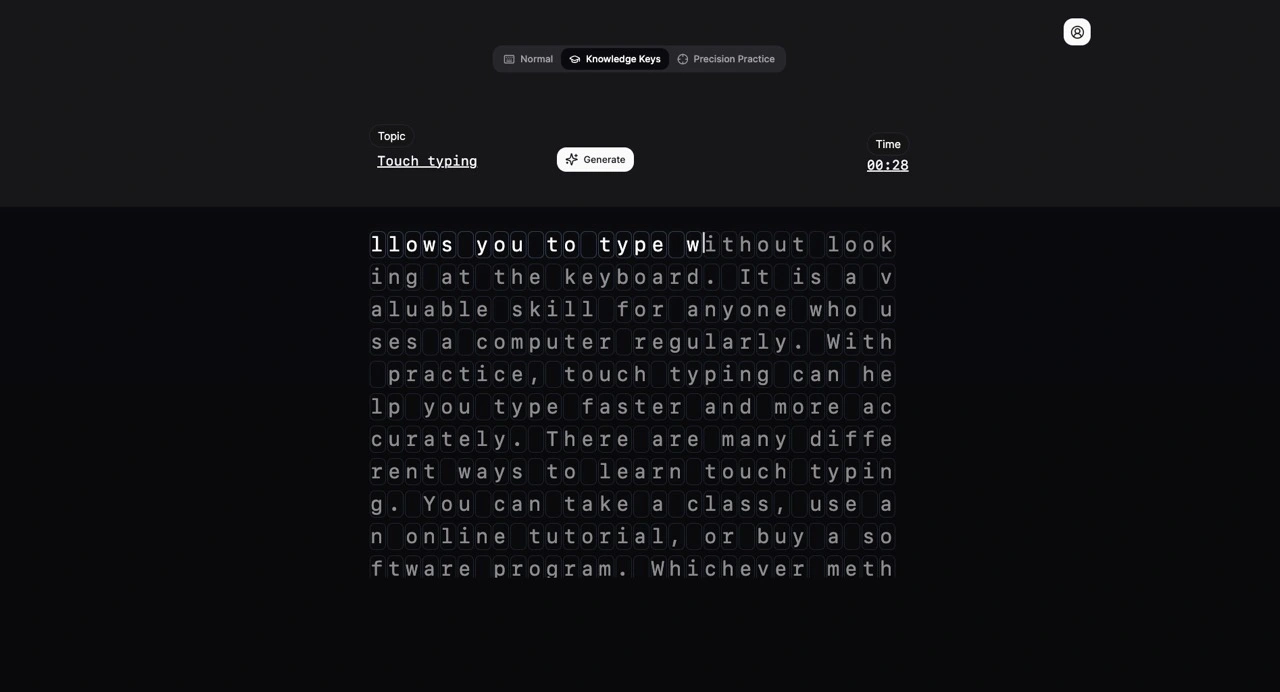 Normal
Knowledge Keys
Precision Practice
Topic
Touch typing
Generate
Time
00:28
llows you to type without look
ing at the keyboard. It is a v
aluable skill for anyone who u
ses a computer regularly. With
 practice, touch typing can he
lp you type faster and more ac
curately. There are many diffe
rent ways to learn touch typin
g. You can take a class, use a
n online tutorial, or buy a so
ftware program. Whichever meth